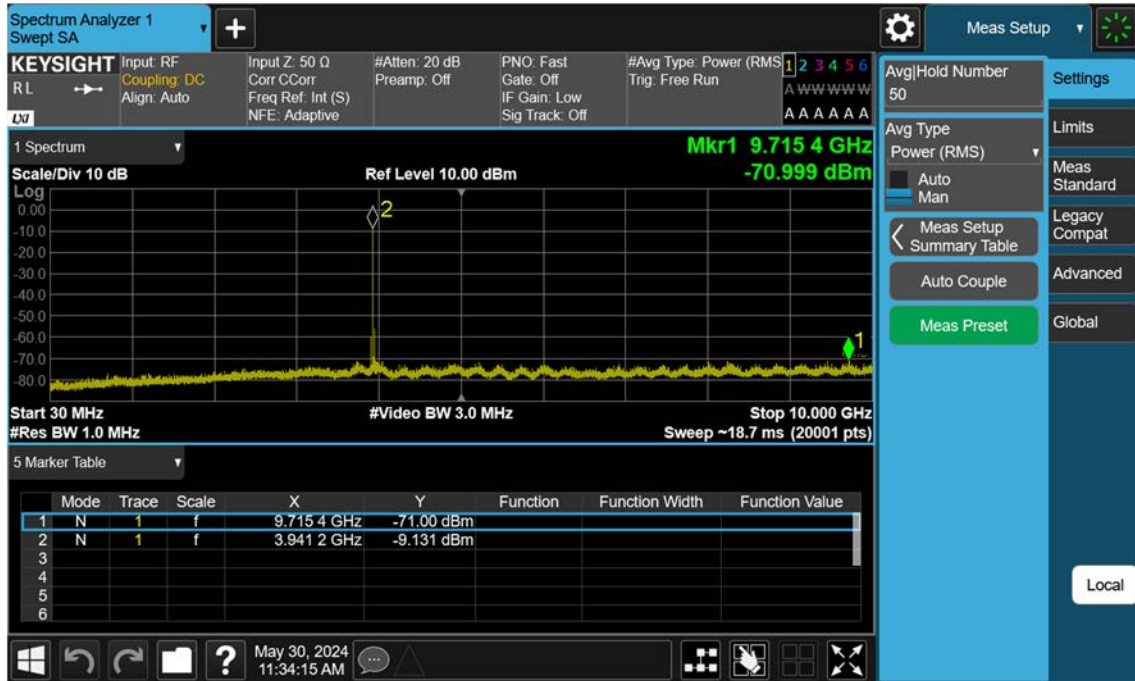 Spectrum Analyzer 1
Swept SA
Meas Setup
KEYSIGHT
RL
LXI
Input: RF
Coupling: DC
Align: Auto
Input Z: 50 Ω
Corr CCorr
Freq Ref: Int (S)
NFE: Adaptive
#Atten: 20 dB
Preamp: Off
PNO: Fast
Gate: Off
IF Gain: Low
Sig Track: Off
#Avg Type: Power (RMS
Trig: Free Run
1 2 3 4 5 6
A W W W W W
A A A A A A
1 Spectrum
Scale/Div 10 dB
Ref Level 10.00 dBm
Mkr1 9.715 4 GHz
-70.999 dBm
Log
0.00
-10.0
-20.0
-30.0
-40.0
-50.0
-60.0
-70.0
-80.0
2
1
Start 30 MHz
#Video BW 3.0 MHz
Stop 10.000 GHz
#Res BW 1.0 MHz
Sweep ~18.7 ms (20001 pts)
5 Marker Table
Mode Trace Scale X Y Function Function Width Function Value
1 N 1 f 9.715 4 GHz -71.00 dBm
2 N 1 f 3.941 2 GHz -9.131 dBm
3
4
5
6
?
May 30, 2024
11:34:15 AM
Avg|Hold Number
50
Avg Type
Power (RMS)
Auto
Man
Meas Setup
Summary Table
Auto Couple
Meas Preset
Settings
Limits
Meas
Standard
Legacy
Compat
Advanced
Global
Local